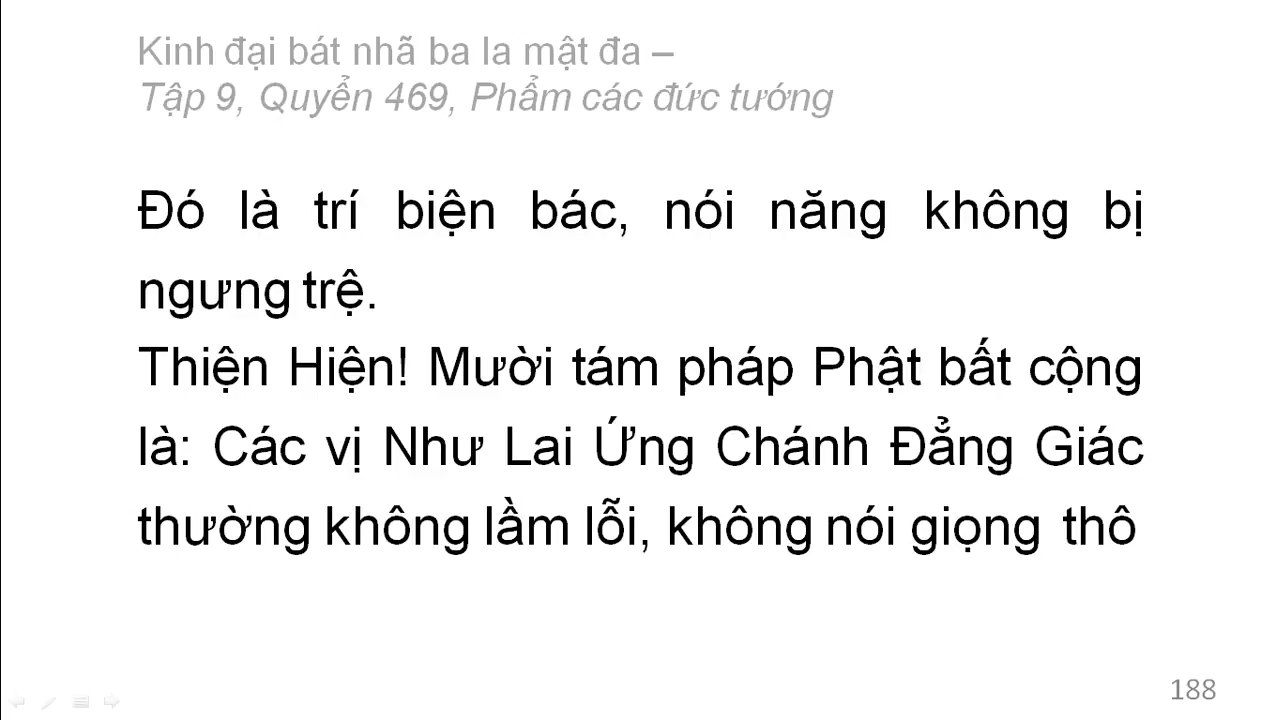 Kinh đại bát nhã ba la mật đa –
Tập 9, Quyển 469, Phẩm các đức tướng
Đó là trí biện bác, nói năng không bị
ngưng trệ.
Thiện Hiện! Mười tám pháp Phật bất cộng
là: Các vị Như Lai Ứng Chánh Đẳng Giác
thường không lầm lỗi, không nói giọng thô
188